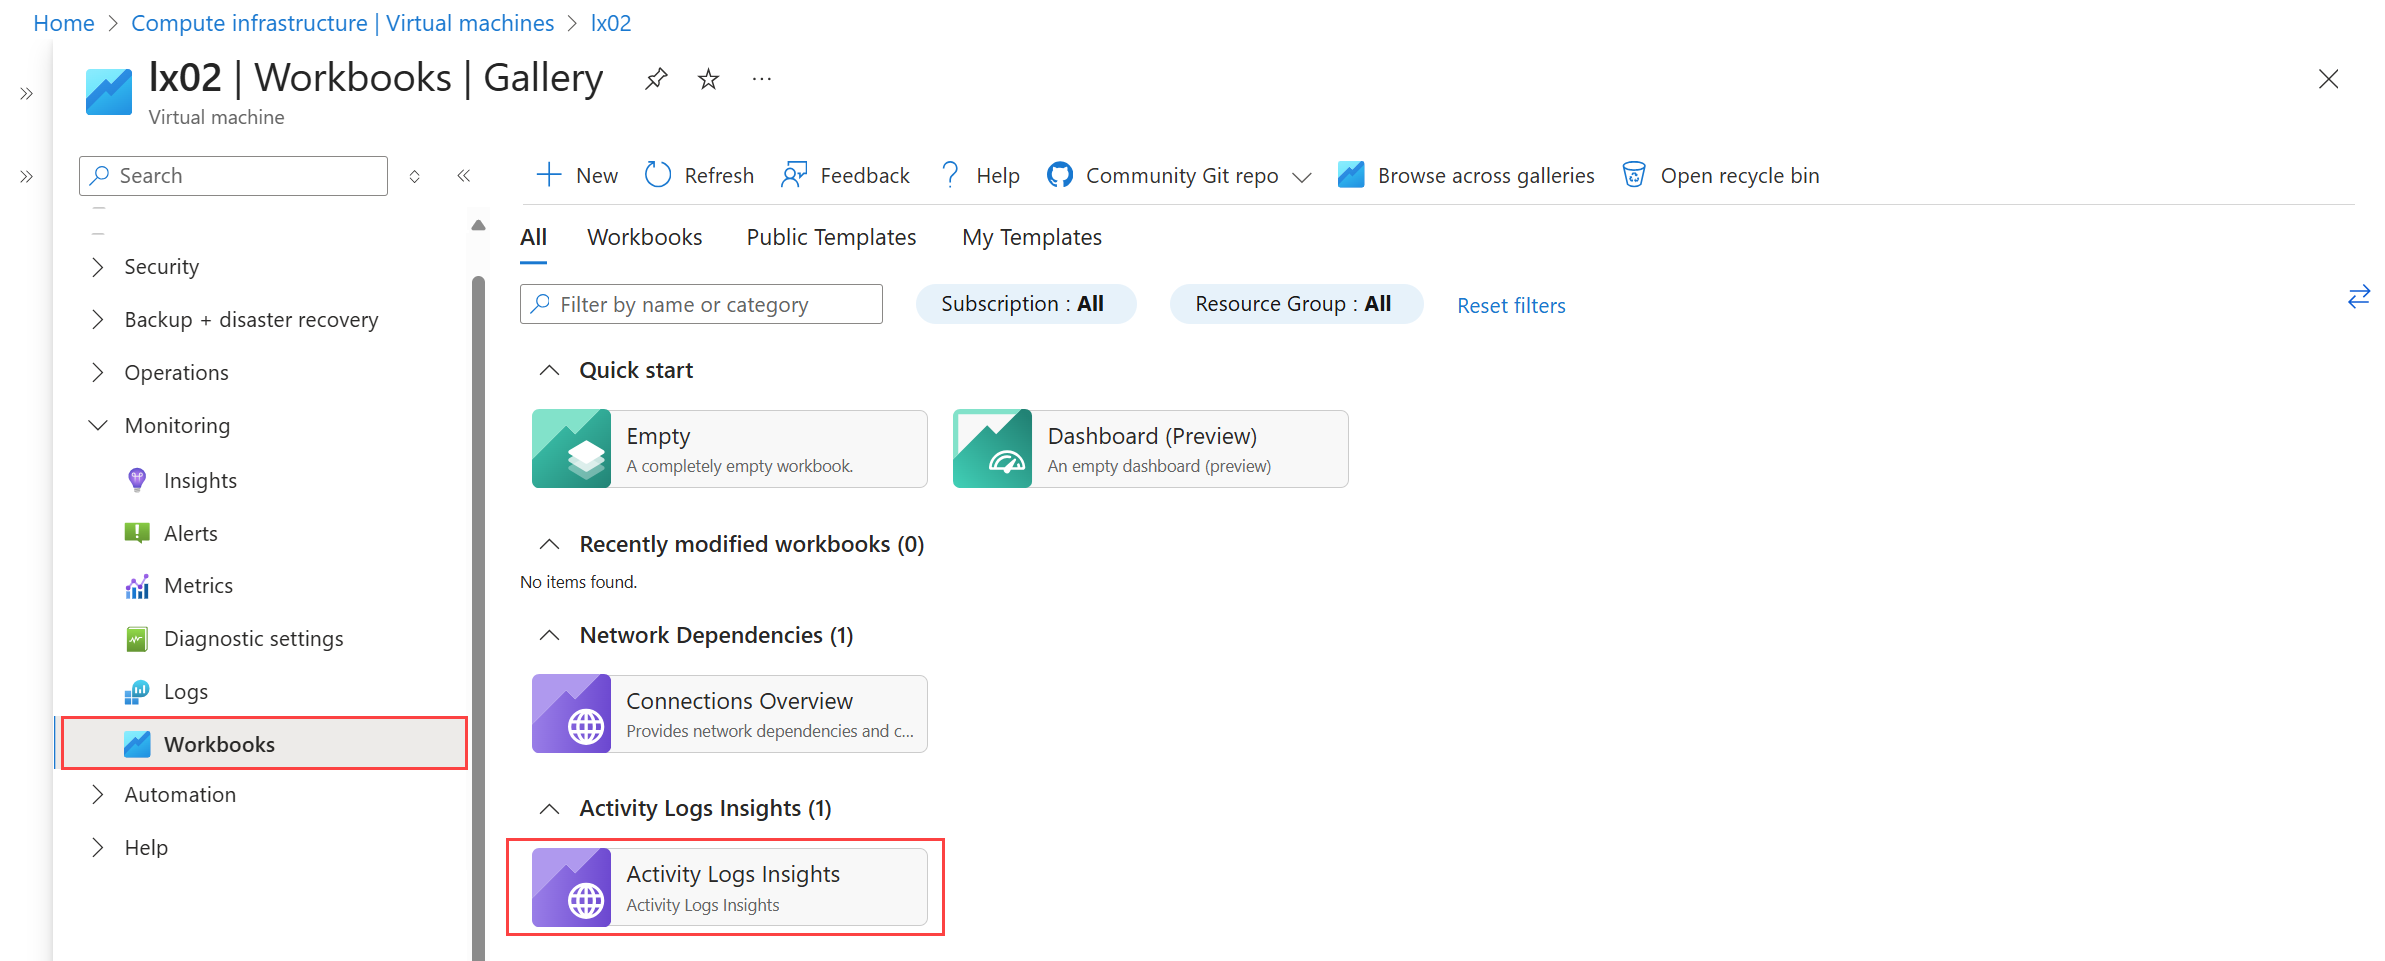 Home > Compute infrastructure | Virtual machines > lx02
lx02 | Workbooks | Gallery
Virtual machine
Search
Security
Backup + disaster recovery
Operations
Monitoring
Insights
Alerts
Metrics
Diagnostic settings
Logs
Workbooks
Automation
Help
New Refresh Feedback Help Community Git repo Browse across galleries Open recycle bin
All Workbooks Public Templates My Templates
Filter by name or category Subscription : All Resource Group : All Reset filters
Quick start
Empty
A completely empty workbook.
Dashboard (Preview)
An empty dashboard (preview)
Recently modified workbooks (0)
No items found.
Network Dependencies (1)
Connections Overview
Provides network dependencies and c...
Activity Logs Insights (1)
Activity Logs Insights
Activity Logs Insights